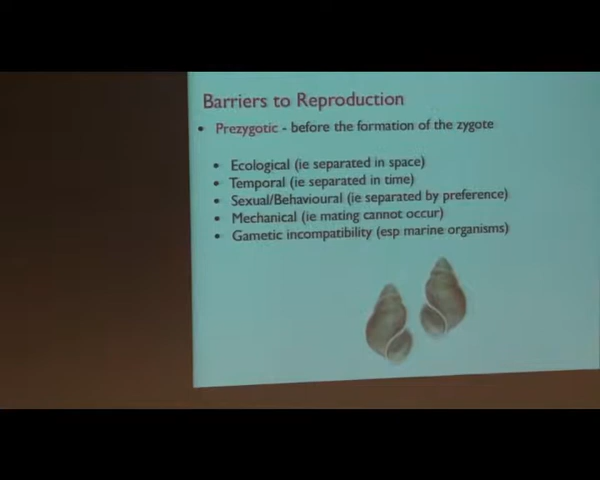 Barriers to Reproduction
• Prezygotic - before the formation of the zygote
• Ecological (ie separated in space)
• Temporal (ie separated in time)
• Sexual/Behavioural (ie separated by preference)
• Mechanical (ie mating cannot occur)
• Gametic incompatibility (esp marine organisms)